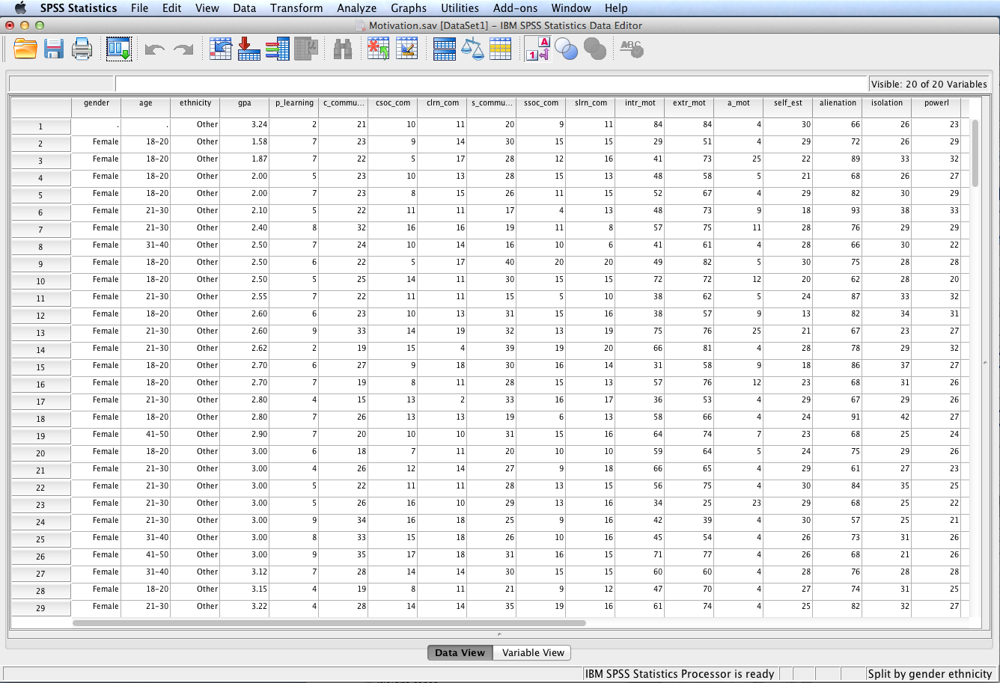 SPSS Statistics File Edit View Data Transform Analyze Graphs Utilities Add-ons Window Help
Motivation.sav [DataSet1] – IBM SPSS Statistics Data Editor
A
1
ABC
Visible: 20 of 20 Variables
gender age ethnicity gpa p_learning c_commu... csoc_com clrn_com s_commu... ssoc_com slrn_com intr_mot extr_mot a_mot self_est alienation isolation powerl
1 . . Other 3.24 2 21 10 11 20 9 11 84 84 4 30 66 26 23
2 Female 18-20 Other 1.58 7 23 9 14 30 15 15 29 51 4 29 72 26 29
3 Female 18-20 Other 1.87 7 22 5 17 28 12 16 41 73 25 22 89 33 32
4 Female 18-20 Other 2.00 5 23 10 13 28 15 13 48 58 5 21 68 26 27
5 Female 18-20 Other 2.00 7 23 8 15 26 11 15 52 67 4 29 82 30 29
6 Female 21-30 Other 2.10 5 22 11 11 17 4 13 48 73 9 18 93 38 33
7 Female 21-30 Other 2.40 8 32 16 16 19 11 8 57 75 11 28 76 29 29
8 Female 31-40 Other 2.50 7 24 10 14 16 10 6 41 61 4 28 66 30 22
9 Female 18-20 Other 2.50 6 22 5 17 40 20 20 49 82 5 30 75 28 28
10 Female 18-20 Other 2.50 5 25 14 11 30 15 15 72 72 12 20 62 28 20
11 Female 21-30 Other 2.55 7 22 11 11 15 5 10 38 62 5 24 87 33 32
12 Female 18-20 Other 2.60 6 23 10 13 31 15 16 38 57 9 13 82 34 31
13 Female 21-30 Other 2.60 9 33 14 19 32 13 19 75 76 25 21 67 23 27
14 Female 21-30 Other 2.62 2 19 15 4 39 19 20 66 81 4 28 78 29 32
15 Female 18-20 Other 2.70 6 27 9 18 30 16 14 31 58 9 18 86 37 27
16 Female 18-20 Other 2.70 7 19 8 11 28 15 13 57 76 12 23 68 31 26
17 Female 21-30 Other 2.80 4 15 13 2 33 16 17 36 53 4 29 67 29 26
18 Female 18-20 Other 2.80 7 26 13 13 19 6 13 58 66 4 24 91 42 27
19 Female 41-50 Other 2.90 7 20 10 10 31 15 16 64 74 7 23 68 25 24
20 Female 18-20 Other 3.00 6 18 7 11 20 10 10 59 64 5 24 75 29 26
21 Female 21-30 Other 3.00 4 26 12 14 27 9 18 66 65 4 29 61 27 23
22 Female 21-30 Other 3.00 5 22 11 11 28 13 15 56 75 4 30 84 35 25
23 Female 21-30 Other 3.00 5 26 16 10 29 13 16 34 25 23 29 68 25 22
24 Female 21-30 Other 3.00 9 34 16 18 25 9 16 42 39 4 30 57 25 21
25 Female 31-40 Other 3.00 8 33 15 18 26 10 16 45 54 4 26 73 31 26
26 Female 41-50 Other 3.00 9 35 17 18 31 16 15 71 77 4 26 68 21 26
27 Female 31-40 Other 3.12 7 28 14 14 30 15 15 60 60 4 28 76 28 28
28 Female 18-20 Other 3.15 4 19 8 11 21 9 12 47 70 4 27 74 31 25
29 Female 21-30 Other 3.22 4 28 14 14 35 19 16 61 74 4 25 82 32 27
Data View Variable View
IBM SPSS Statistics Processor is ready Split by gender ethnicity